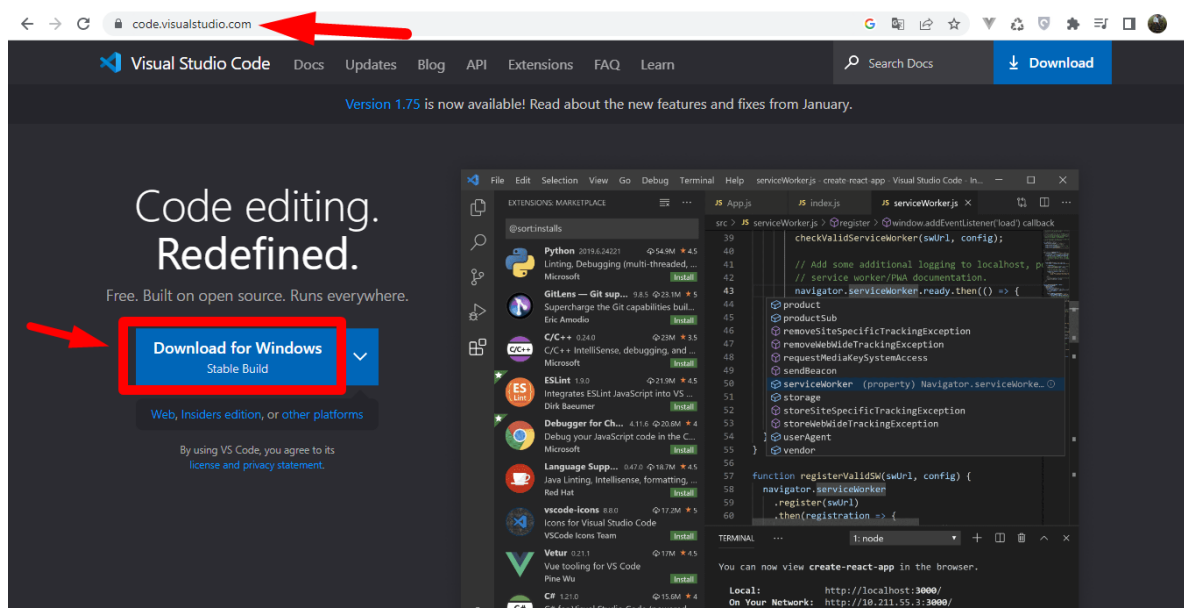 code.visualstudio.com
Visual Studio Code Docs Updates Blog API Extensions FAQ Learn Search Docs Download
Version 1.75 is now available! Read about the new features and fixes from January.
Code editing.
Redefined.
Free. Built on open source. Runs everywhere.
Download for Windows
Stable Build
Web, Insiders edition, or other platforms
By using VS Code, you agree to its
license and privacy statement.
File Edit Selection View Go Debug Terminal Help serviceWorker.js - create-react-app - Visual Studio Code - In...
EXTENSIONS: MARKETPLACE
@sort:installs
Python 2019.6.24221 54.9M ★ 4.5
Linting, Debugging (multi-threaded, ...
Microsoft Install
GitLens — Git sup... 9.8.5 23.1M ★ 5
Supercharge the Git capabilities buil...
Eric Amodio Install
C/C++ 0.24.0 23M ★ 3.5
C/C++ IntelliSense, debugging, and ...
Microsoft Install
ESLint 1.9.0 21.9M ★ 4.5
Integrates ESLint JavaScript into VS ...
Dirk Baeumer Install
Debugger for Ch... 4.11.6 20.6M ★ 4
Debug your JavaScript code in the C...
Microsoft Install
Language Supp... 0.47.0 18.7M ★ 4.5
Java Linting, Intellisense, formatting, ...
Red Hat Install
vscode-icons 8.8.0 17.2M ★ 5
Icons for Visual Studio Code
VSCode Icons Team Install
Vetur 0.21.1 17M ★ 4.5
Vue tooling for VS Code
Pine Wu Install
C# 1.21.0 15.6M ★ 4
JS App.js JS index.js JS serviceWorker.js
src > JS serviceWorker.js > register > window.addEventListener('load') callback
39 checkValidServiceWorker(swUrl, config);
40
41 // Add some additional logging to localhost, p
42 // service worker/PWA documentation.
43 navigator.serviceWorker.ready.then(() => {
44 product
45 productSub
46 removeSiteSpecificTrackingException
47 removeWebWideTrackingException
48 requestMediaKeySystemAccess
49 sendBeacon
50 serviceWorker (property) Navigator.serviceWorke...
51 storage
52 storeSiteSpecificTrackingException
53 storeWebWideTrackingException
54 } userAgent
55 } vendor
56
57 function registerValidSW(swUrl, config) {
58 navigator.serviceWorker
59 .register(swUrl)
60 .then(registration => {
TERMINAL ... 1: node
You can now view create-react-app in the browser.
Local: http://localhost:3000/
On Your Network: http://10.211.55.3:3000/